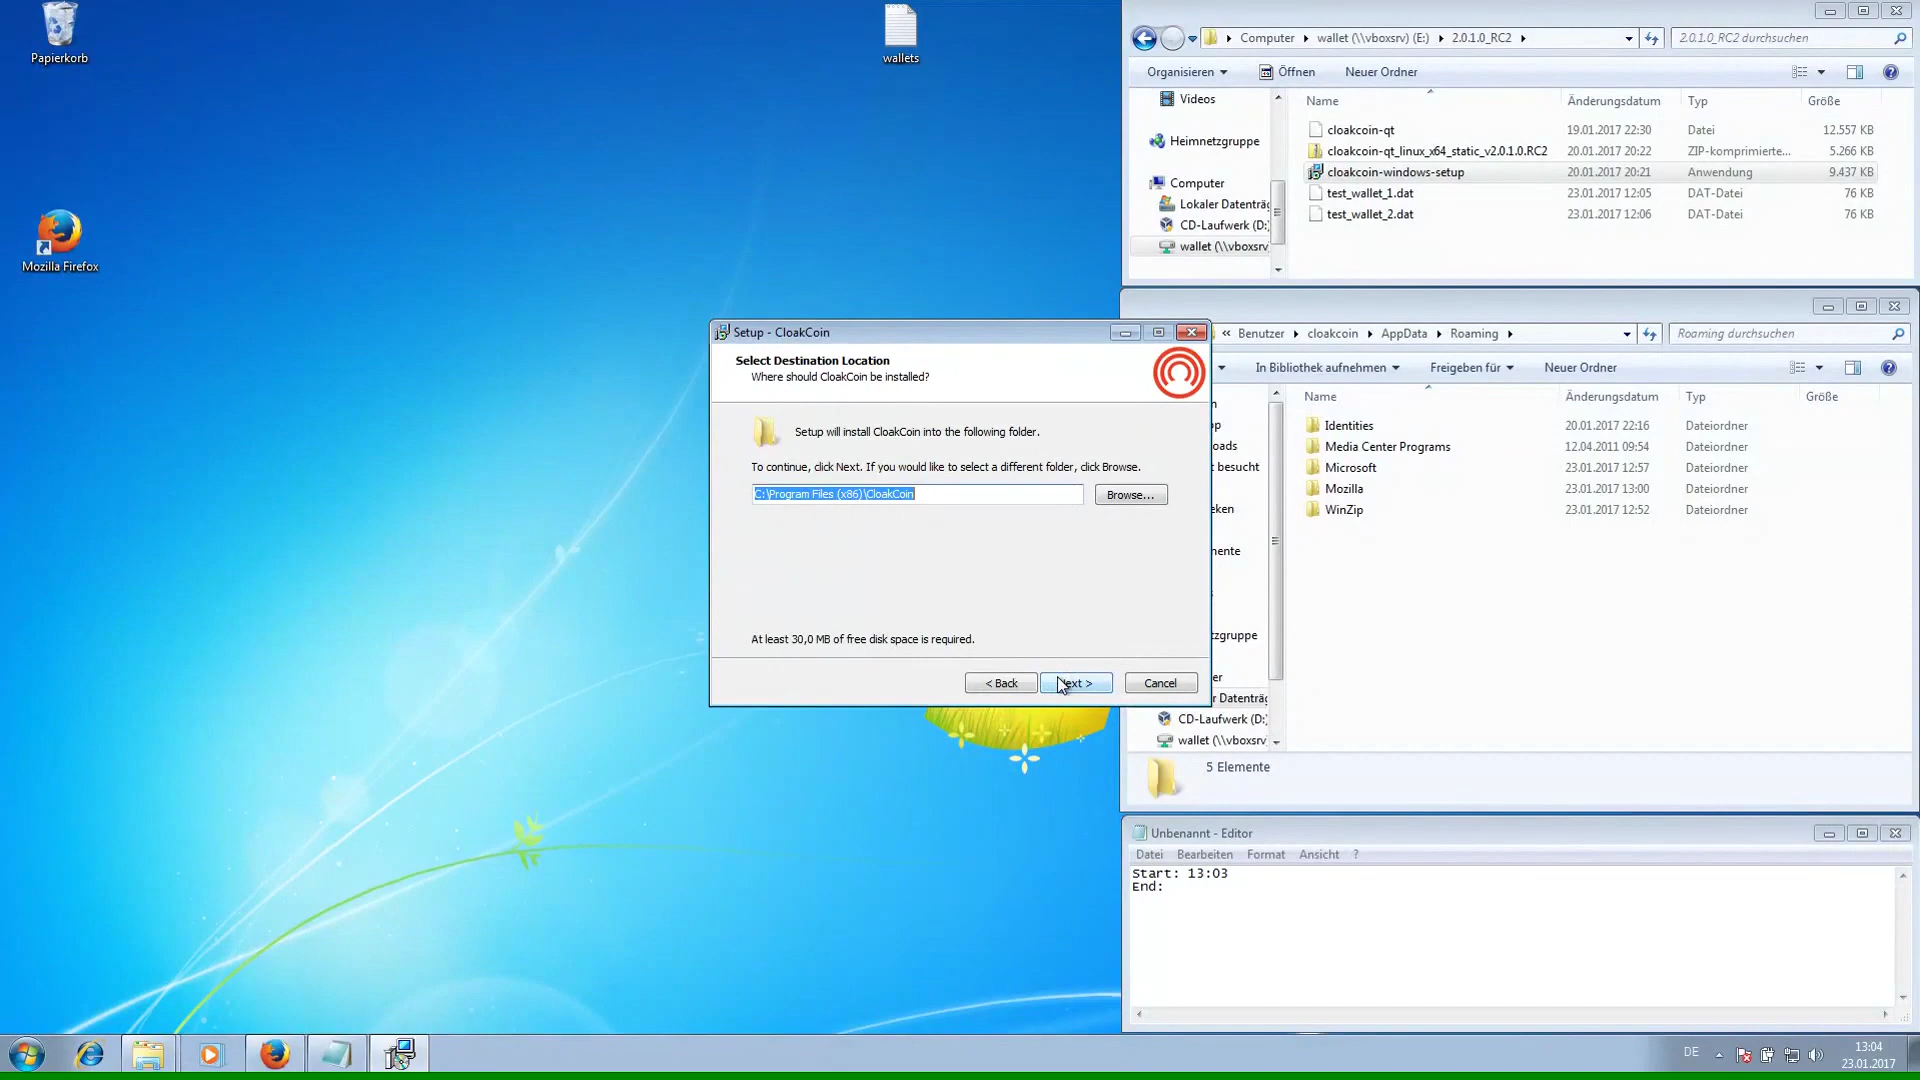 Papierkorb
Mozilla Firefox
wallets
Computer wallet (\\vboxsrv) (E:) 2.0.1.0_RC2
2.0.1.0_RC2 durchsuchen
Organisieren Öffnen Neuer Ordner
Videos
Heimnetzgruppe
Computer
Lokaler Datenträg
CD-Laufwerk (D:)
wallet (\\vboxsrv)
Name Änderungsdatum Typ Größe
cloakcoin-qt 19.01.2017 22:30 Datei 12.557 KB
cloakcoin-qt_linux_x64_static_v2.0.1.0.RC2 20.01.2017 20:22 ZIP-komprimierte... 5.266 KB
cloakcoin-windows-setup 20.01.2017 20:21 Anwendung 9.437 KB
test_wallet_1.dat 23.01.2017 12:05 DAT-Datei 76 KB
test_wallet_2.dat 23.01.2017 12:06 DAT-Datei 76 KB
Setup - CloakCoin
Select Destination Location
Where should CloakCoin be installed?
Setup will install CloakCoin into the following folder.
To continue, click Next. If you would like to select a different folder, click Browse.
C:\Program Files (x86)\CloakCoin
Browse...
At least 30,0 MB of free disk space is required.
< Back
Next >
Cancel
« Benutzer cloakcoin AppData Roaming
Roaming durchsuchen
In Bibliothek aufnehmen Freigeben für Neuer Ordner
Name Änderungsdatum Typ Größe
Identities 20.01.2017 22:16 Dateiordner
Media Center Programs 12.04.2011 09:54 Dateiordner
Microsoft 23.01.2017 12:57 Dateiordner
Mozilla 23.01.2017 13:00 Dateiordner
WinZip 23.01.2017 12:52 Dateiordner
n
op
oads
t besucht
eken
mente
zgruppe
er
r Datenträg
CD-Laufwerk (D:)
wallet (\\vboxsrv)
5 Elemente
Unbenannt - Editor
Datei Bearbeiten Format Ansicht ?
Start: 13:03
End:
DE
13:04
23.01.2017